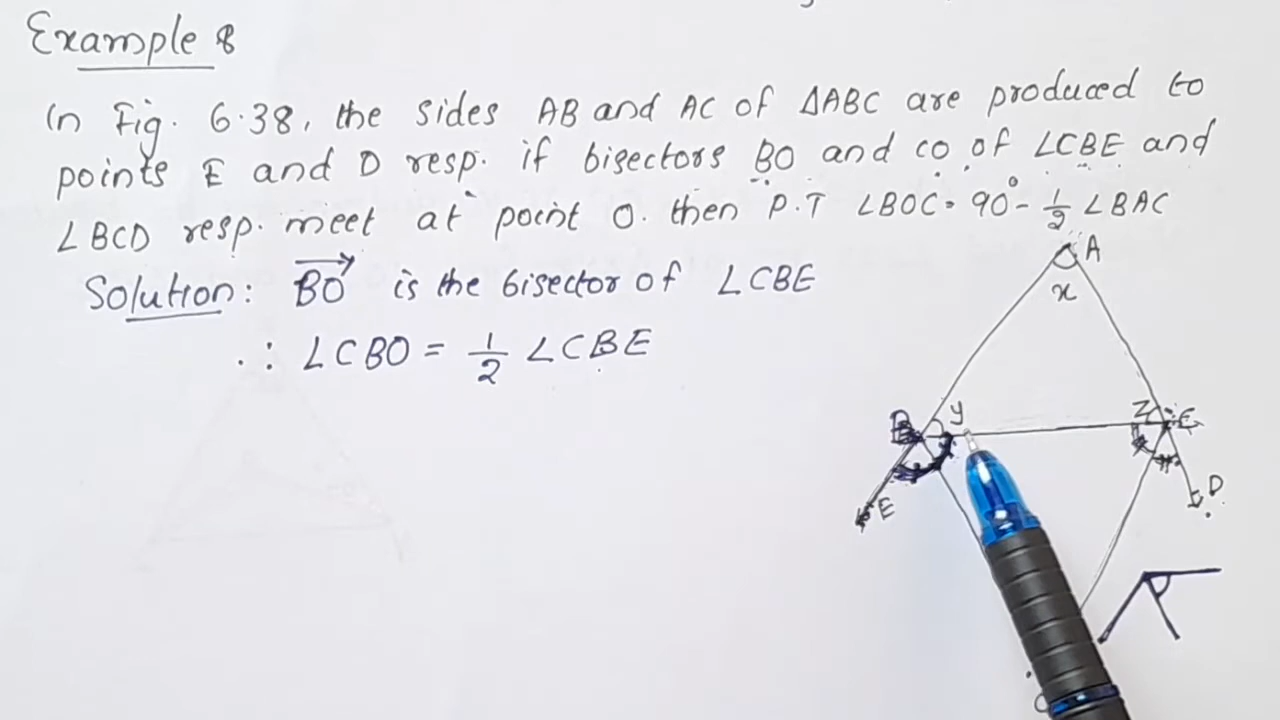 Example 8
In Fig. 6.38, the sides AB and AC of ΔABC are produced to
points E and D resp. if bisectors BO and CO of ∠CBE and
∠BCD resp. meet at point O. then P.T ∠BOC = 90° - 1/2 ∠BAC
Solution: BO is the bisector of ∠CBE
∴ ∠CBO = 1/2 ∠CBE
A
x
B y z C
E D